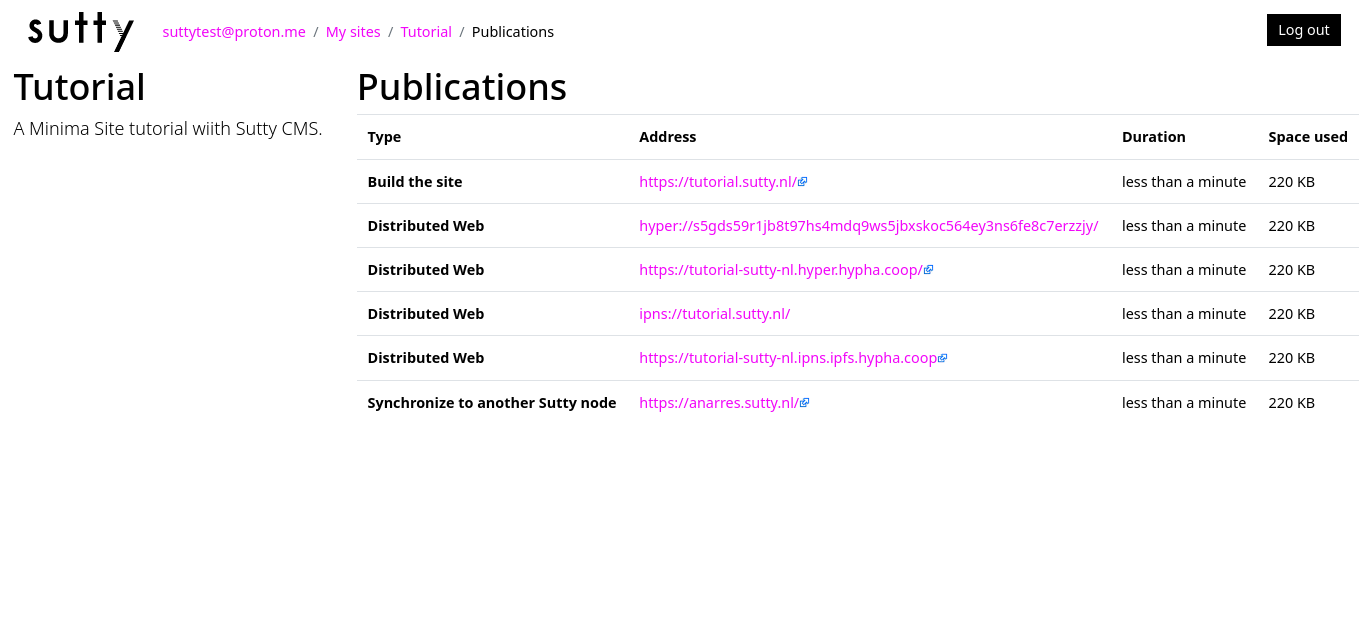 sutty
suttytest@proton.me / My sites / Tutorial / Publications
Log out
Tutorial
A Minima Site tutorial wiith Sutty CMS.
Publications
Type Address Duration Space used
Build the site https://tutorial.sutty.nl/ less than a minute 220 KB
Distributed Web hyper://s5gds59r1jb8t97hs4mdq9ws5jbxskoc564ey3ns6fe8c7erzzjy/ less than a minute 220 KB
Distributed Web https://tutorial-sutty-nl.hyper.hypha.coop/ less than a minute 220 KB
Distributed Web ipns://tutorial.sutty.nl/ less than a minute 220 KB
Distributed Web https://tutorial-sutty-nl.ipns.ipfs.hypha.coop less than a minute 220 KB
Synchronize to another Sutty node https://anarres.sutty.nl/ less than a minute 220 KB